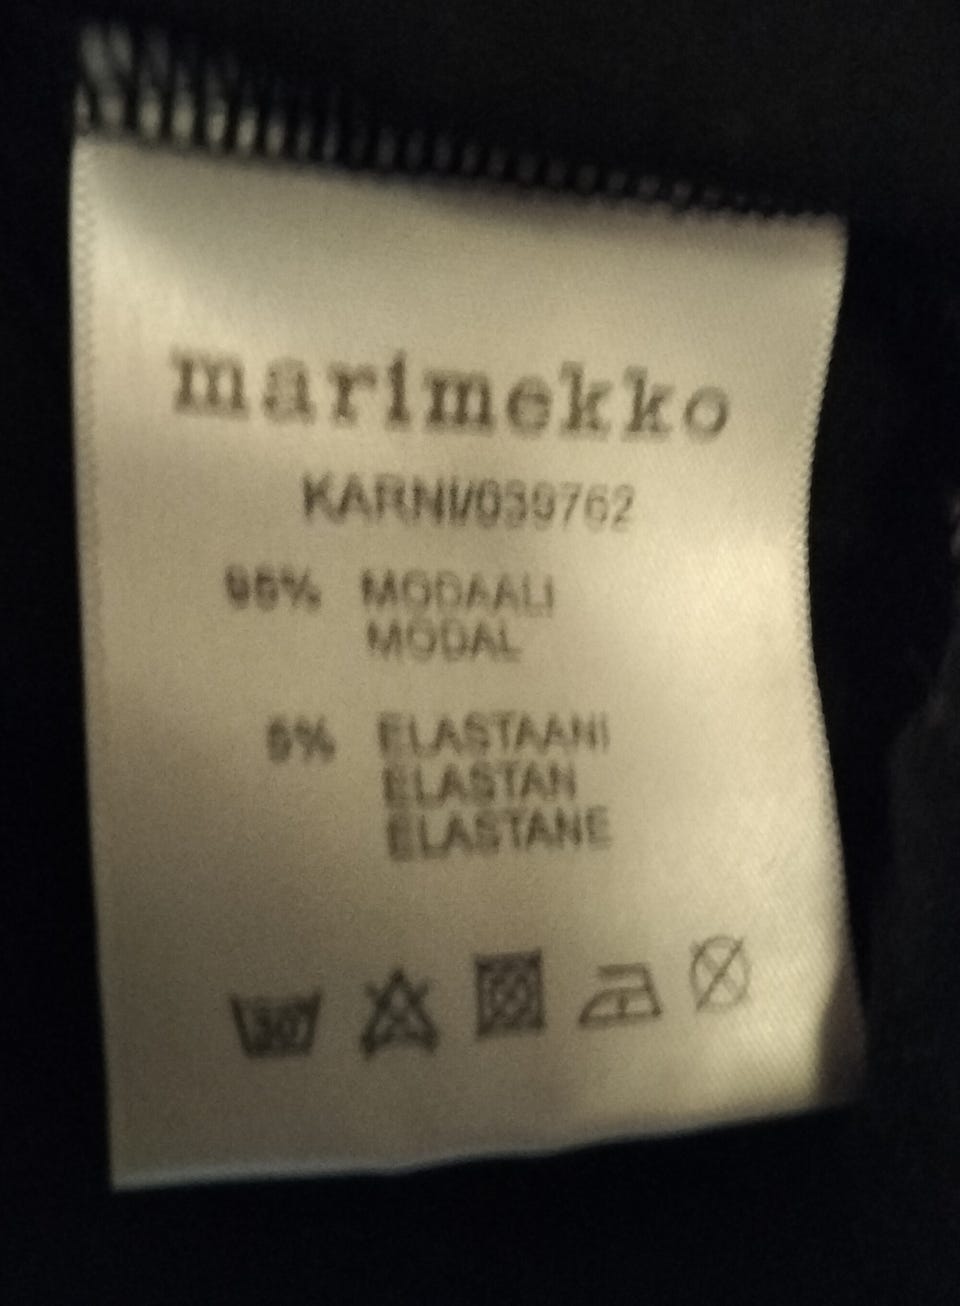 marimekko
KARNI/039762
95% MODAALI
MODAL
5% ELASTAANI
ELASTAN
ELASTANE
30